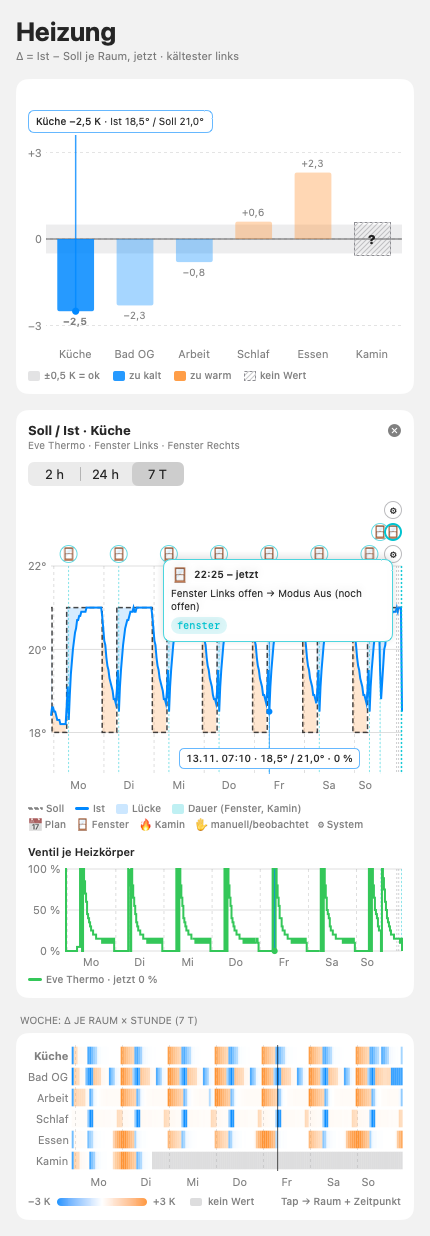 Heizung
Δ = Ist − Soll je Raum, jetzt · kältester links
Küche −2,5 K · Ist 18,5° / Soll 21,0°
+3
0
−3
+2,3
+0,6
?
−0,8
−2,3
−2,5
Küche Bad OG Arbeit Schlaf Essen Kamin
±0,5 K = ok zu kalt zu warm kein Wert
Soll / Ist · Küche
Eve Thermo · Fenster Links · Fenster Rechts
2 h 24 h 7 T
22°
20°
18°
22:25 – jetzt
Fenster Links offen → Modus Aus (noch
offen)
fenster
13.11. 07:10 · 18,5° / 21,0° · 0 %
Mo Di Mi Do Fr Sa So
Soll Ist Lücke Dauer (Fenster, Kamin)
Plan Fenster Kamin manuell/beobachtet System
Ventil je Heizkörper
100 %
50 %
0 %
Mo Di Mi Do Fr Sa So
Eve Thermo · jetzt 0 %
WOCHE: Δ JE RAUM × STUNDE (7 T)
Küche
Bad OG
Arbeit
Schlaf
Essen
Kamin
Mo Di Mi Do Fr Sa So
−3 K +3 K kein Wert Tap → Raum + Zeitpunkt